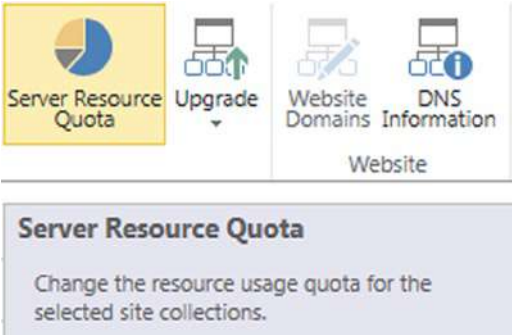 Server Resource Quota
Upgrade
Website Domains
DNS Information
Website
Server Resource Quota
Change the resource usage quota for the
selected site collections.